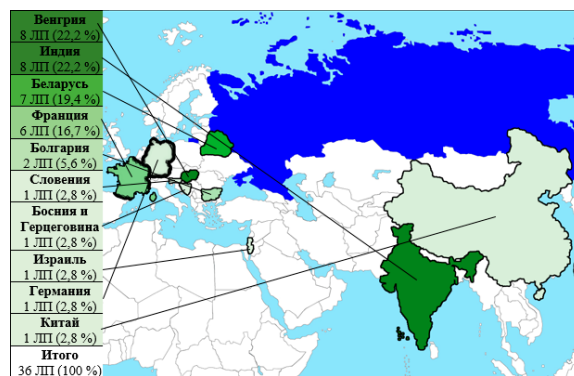 Венгрия
8 ЛП (22,2 %)
Индия
8 ЛП (22,2 %)
Беларусь
7 ЛП (19,4 %)
Франция
6 ЛП (16,7 %)
Болгария
2 ЛП (5,6 %)
Словения
1 ЛП (2,8 %)
Босния и
Герцеговина
1 ЛП (2,8 %)
Израиль
1 ЛП (2,8 %)
Германия
1 ЛП (2,8 %)
Китай
1 ЛП (2,8 %)
Итого
36 ЛП (100 %)